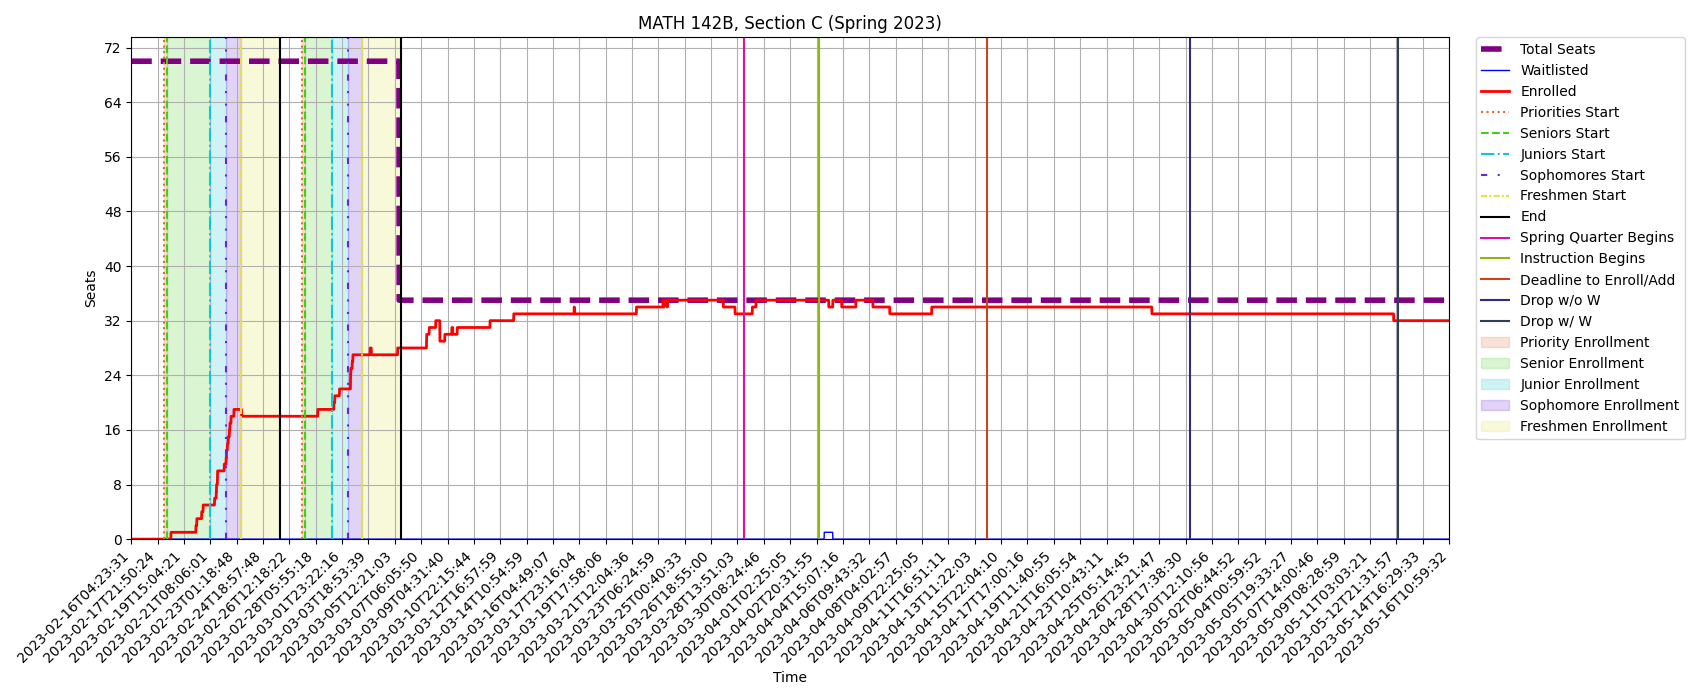 MATH 142B, Section C (Spring 2023)
Seats
72
64
56
48
40
32
24
16
8
0
2023-02-16T04:23:31
2023-02-17T21:50:24
2023-02-19T15:04:21
2023-02-21T08:06:01
2023-02-23T01:18:48
2023-02-24T18:57:48
2023-02-26T12:18:22
2023-02-28T05:55:18
2023-03-01T23:22:16
2023-03-03T18:53:39
2023-03-05T12:21:03
2023-03-07T06:05:50
2023-03-09T04:31:40
2023-03-10T22:15:44
2023-03-12T16:57:59
2023-03-14T10:54:59
2023-03-16T04:49:07
2023-03-17T23:16:04
2023-03-19T17:58:06
2023-03-21T12:04:36
2023-03-23T06:24:59
2023-03-25T00:40:33
2023-03-26T18:55:00
2023-03-28T13:51:03
2023-03-30T08:24:46
2023-04-01T02:25:05
2023-04-02T20:31:55
2023-04-04T15:07:16
2023-04-06T09:43:32
2023-04-08T04:02:57
2023-04-09T22:25:05
2023-04-11T16:51:11
2023-04-13T11:22:03
2023-04-15T22:04:10
2023-04-17T17:00:16
2023-04-19T11:40:55
2023-04-21T16:05:54
2023-04-23T10:43:11
2023-04-25T05:14:45
2023-04-26T23:21:47
2023-04-28T17:38:30
2023-04-30T12:10:56
2023-05-02T06:44:52
2023-05-04T00:59:52
2023-05-05T19:33:27
2023-05-07T14:00:46
2023-05-09T08:28:59
2023-05-11T03:03:21
2023-05-12T21:31:57
2023-05-14T16:29:33
2023-05-16T10:59:32
Time
Total Seats
Waitlisted
Enrolled
Priorities Start
Seniors Start
Juniors Start
Sophomores Start
Freshmen Start
End
Spring Quarter Begins
Instruction Begins
Deadline to Enroll/Add
Drop w/o W
Drop w/ W
Priority Enrollment
Senior Enrollment
Junior Enrollment
Sophomore Enrollment
Freshmen Enrollment